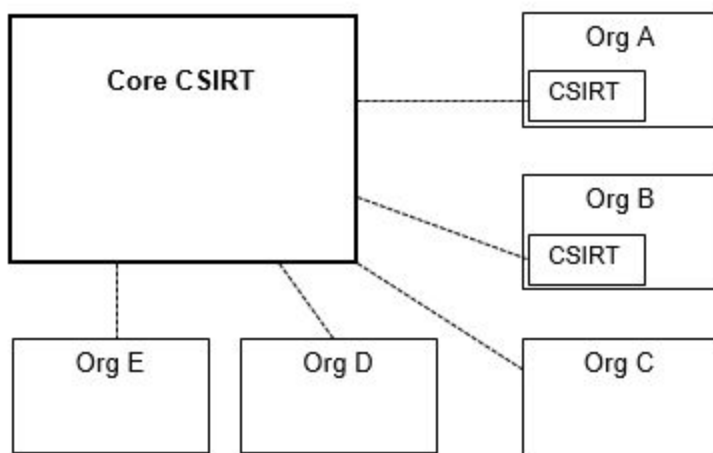 Core CSIRT
Org A
CSIRT
Org B
CSIRT
Org E
Org D
Org C